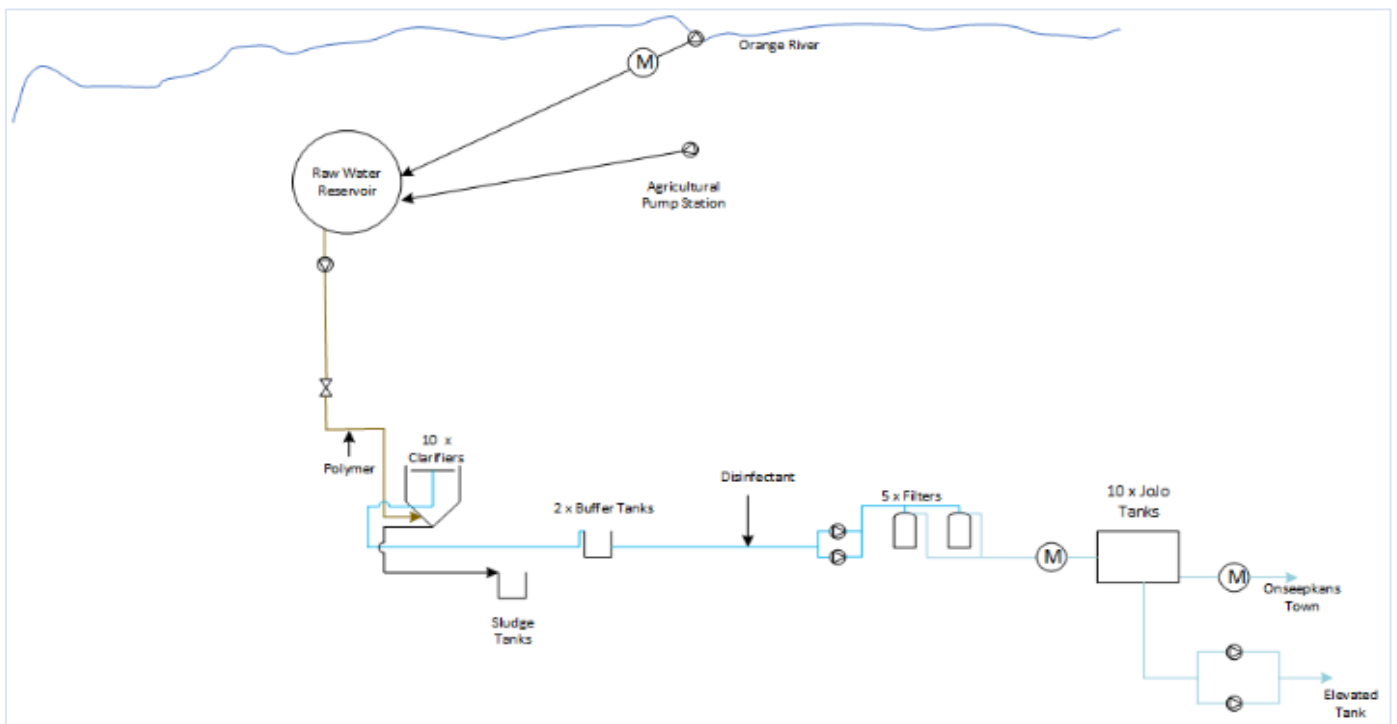 Orange River
M
Raw Water
Reservoir
Agricultural
Pump Station
Polymer
10 x
Clarifiers
2 x Buffer Tanks
Disinfectant
5 x Filters
10 x JoJo
Tanks
M
M
Onseepkans
Town
Sludge
Tanks
Elevated
Tank